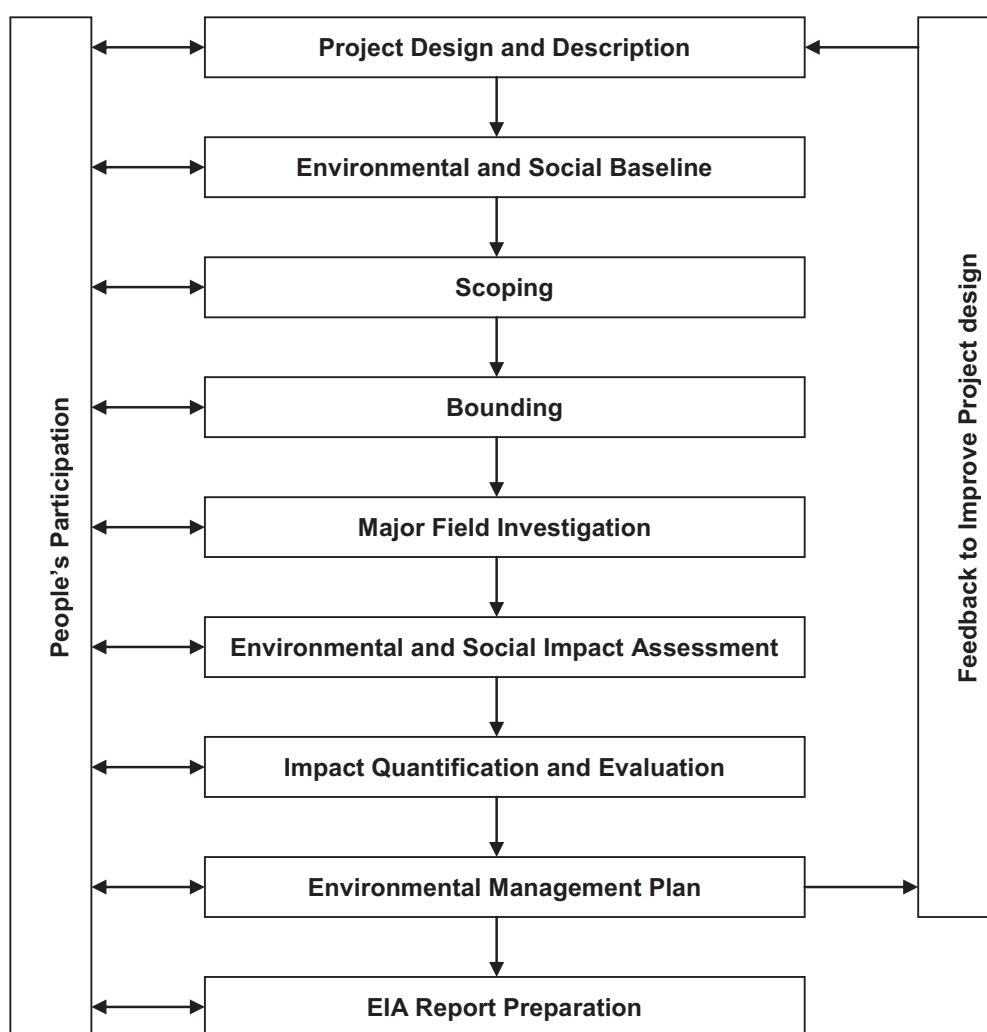 Project Design and Description
Environmental and Social Baseline
Scoping
Bounding
Major Field Investigation
Environmental and Social Impact Assessment
Impact Quantification and Evaluation
Environmental Management Plan
EIA Report Preparation
People’s Participation
Feedback to Improve Project design